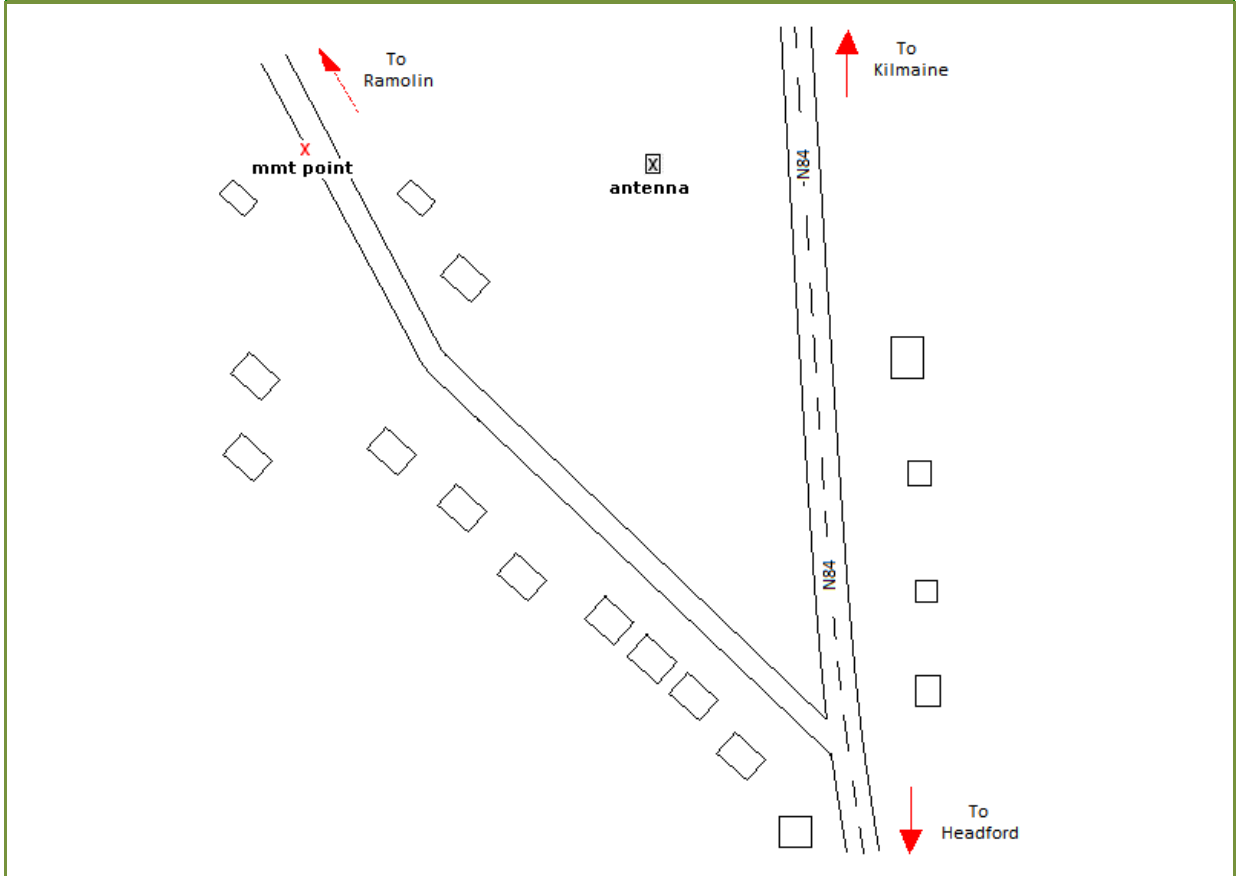 To
Ramolin
To
Kilmaine
X
mmt point
X
antenna
-N84
N84
To
Headford